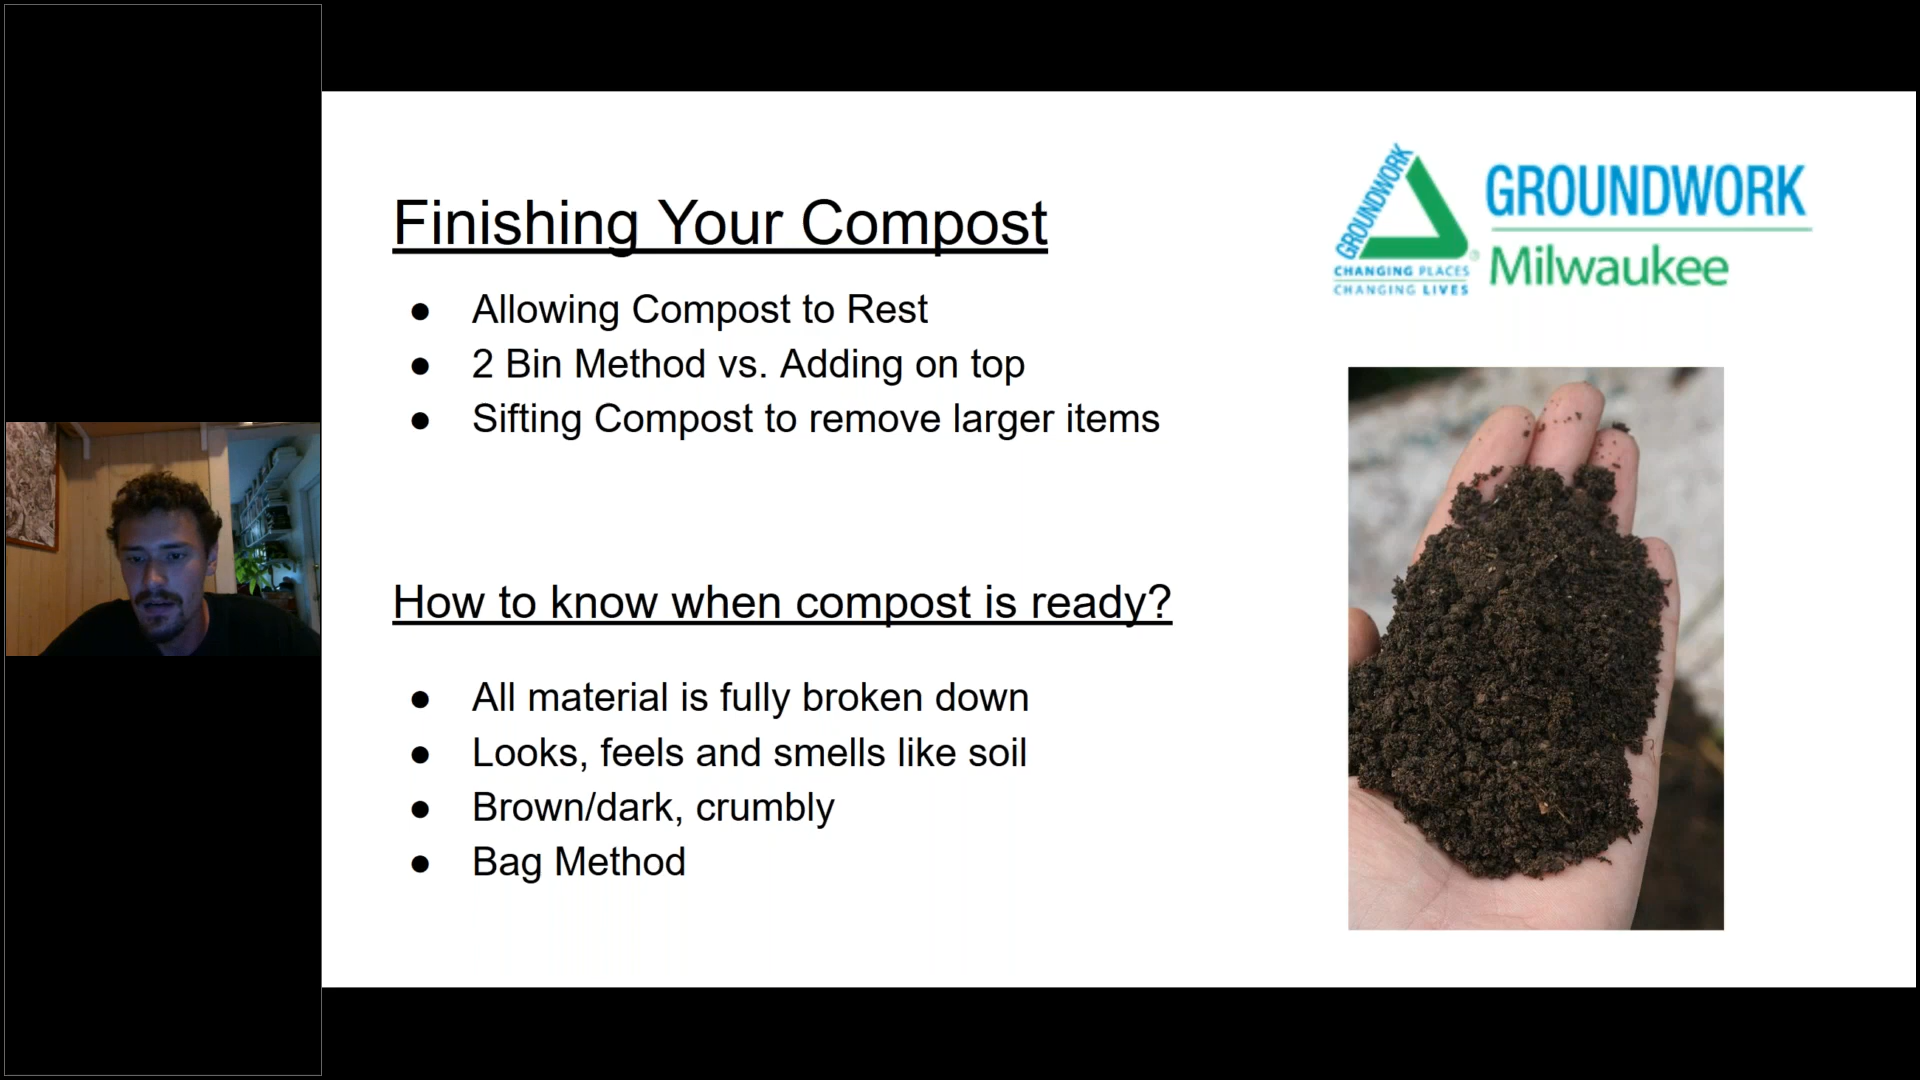 Finishing Your Compost
● Allowing Compost to Rest
● 2 Bin Method vs. Adding on top
● Sifting Compost to remove larger items
How to know when compost is ready?
● All material is fully broken down
● Looks, feels and smells like soil
● Brown/dark, crumbly
● Bag Method
GROUNDWORK
CHANGING PLACES
CHANGING LIVES
®
GROUNDWORK
Milwaukee